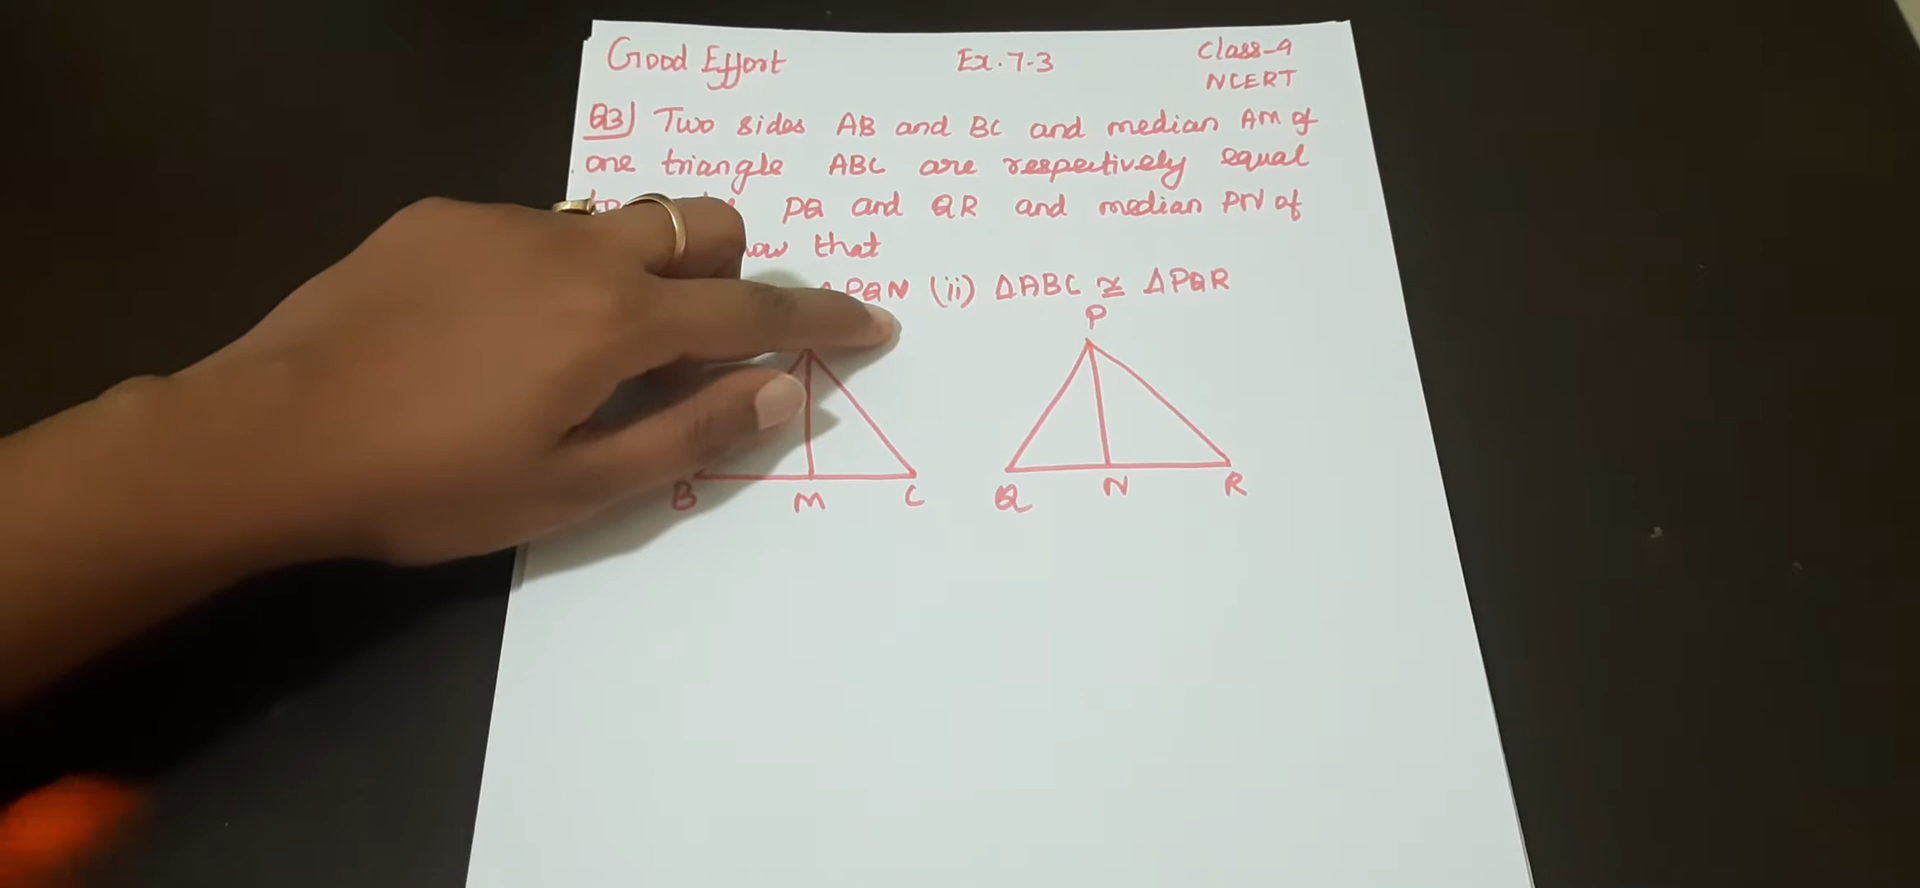 Good Effort Ex. 7.3 Class-9
NCERT
Q3) Two sides AB and BC and median AM of
one triangle ABC are respectively equal
PQ and QR and median PN of
that
PQN (ii) ΔABC ≅ ΔPQR
P
B M C Q N R